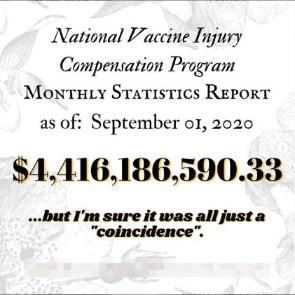 National Vaccine Injury
Compensation Program
Monthly Statistics Report
as of: September 01, 2020
$4,416,186,590.33
...but I'm sure it was all just a
"coincidence".